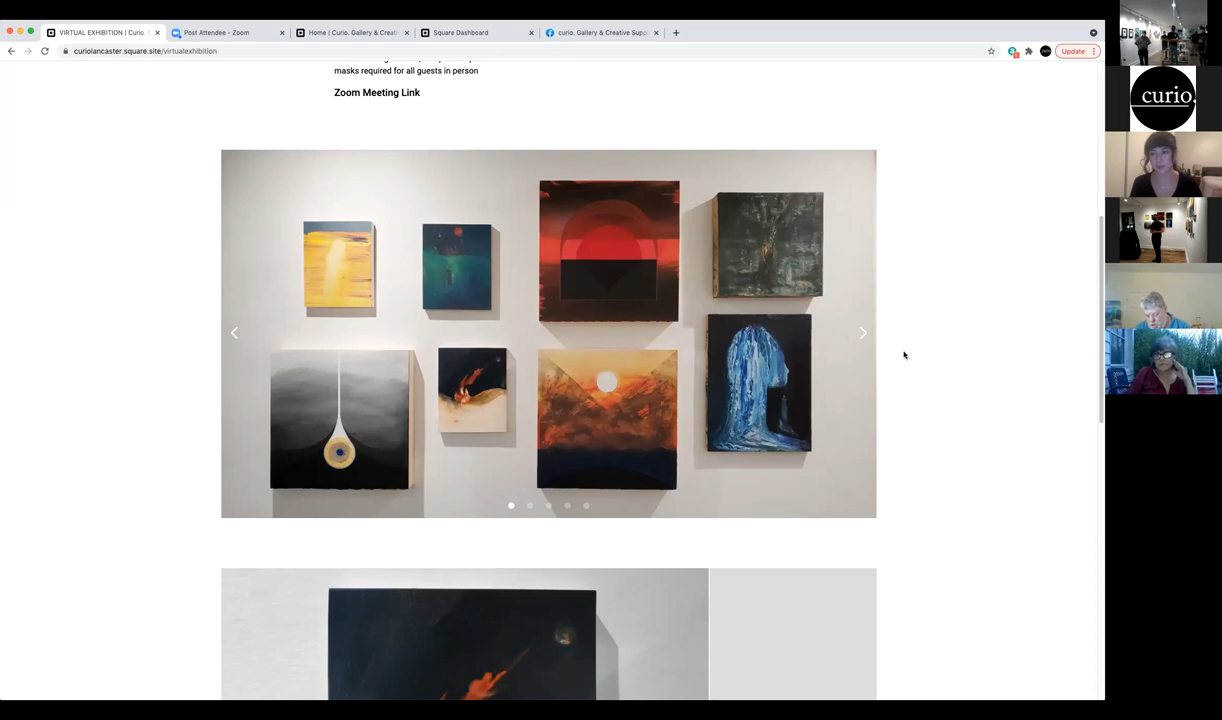 VIRTUAL EXHIBITION | Curio.
Post Attendee - Zoom
Home | Curio. Gallery & Creati
Square Dashboard
curio. Gallery & Creative Supp
curiolancaster.square.site/virtualexhibition
Update
masks required for all guests in person
Zoom Meeting Link
curio.